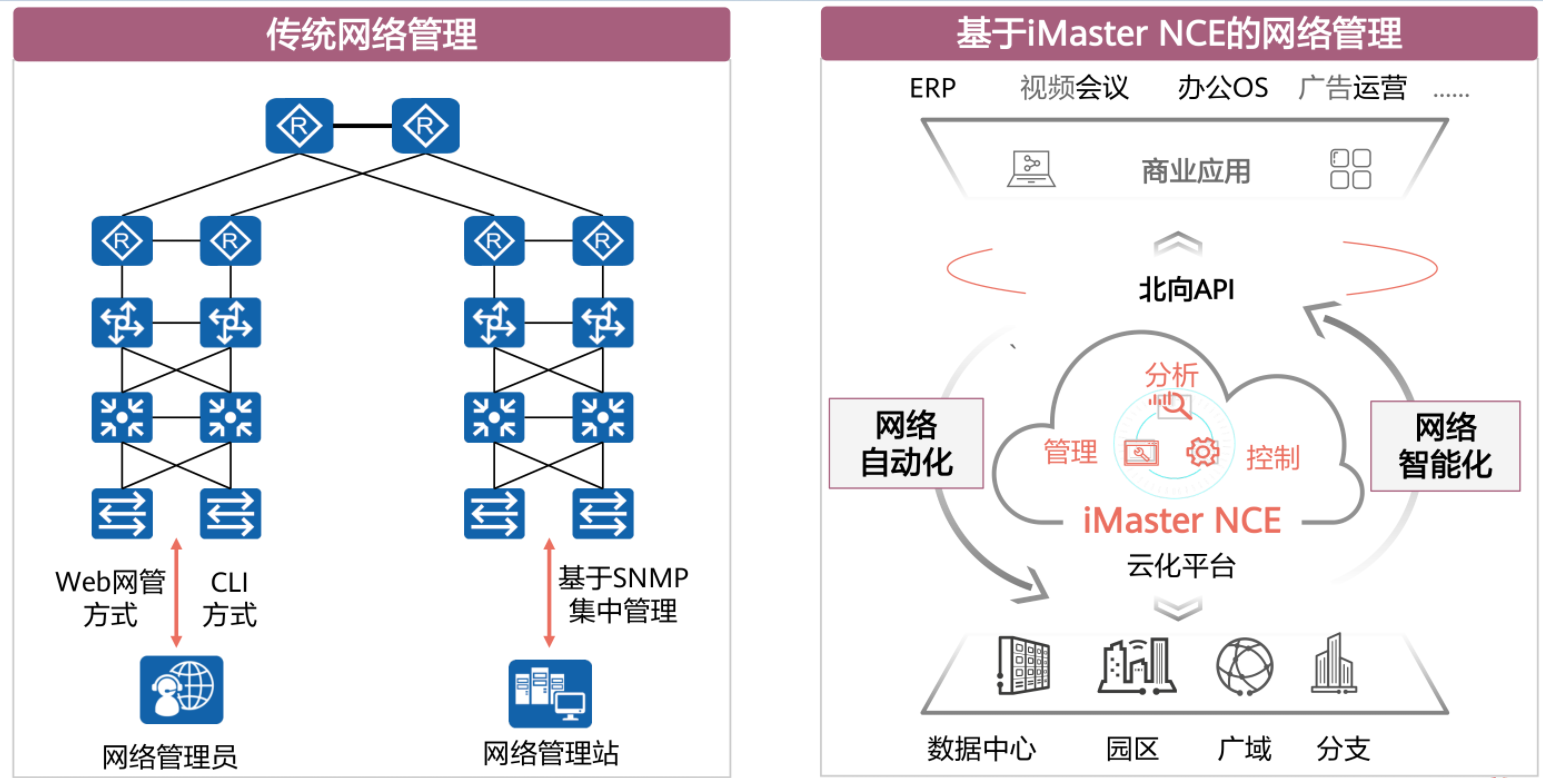 传统网络管理
R
R
R
R
R
R
Web网管
方式
CLI
方式
基于SNMP
集中管理
网络管理员
网络管理站
基于iMaster NCE的网络管理
ERP
视频会议
办公OS
广告运营
......
商业应用
北向API
分析
管理
控制
网络
自动化
网络
智能化
iMaster NCE
云化平台
数据中心
园区
广域
分支